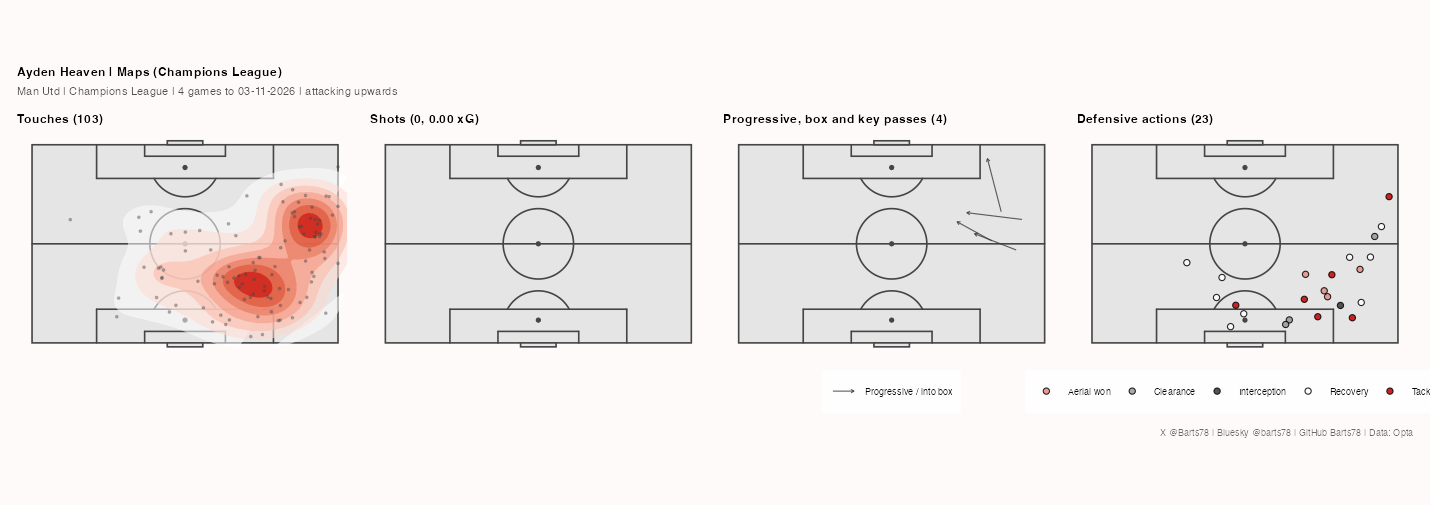 Ayden Heaven | Maps (Champions League)
Man Utd | Champions League | 4 games to 03-11-2026 | attacking upwards
Touches (103)
Shots (0, 0.00 xG)
Progressive, box and key passes (4)
Defensive actions (23)
Progressive / into box
Aerial won
Clearance
Interception
Recovery
Tack
X @Barts78 | Bluesky @barts78 | GitHub Barts78 | Data: Opta